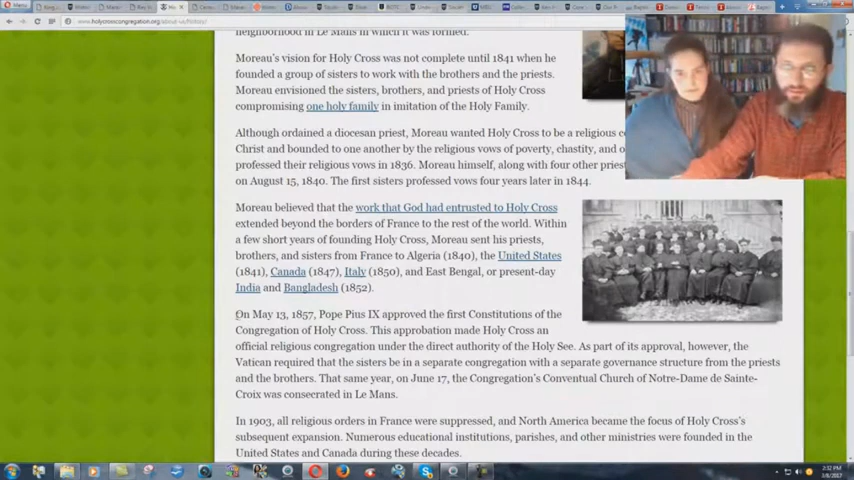 www.holycrosscongregation.org/about-us/history/
neighborhood in Le Mans in which it was formed.
Moreau's vision for Holy Cross was not complete until 1841 when he
founded a group of sisters to work with the brothers and the priests.
Moreau envisioned the sisters, brothers, and priests of Holy Cross
compromising one holy family in imitation of the Holy Family.
Although ordained a diocesan priest, Moreau wanted Holy Cross to be a religious
Christ and bounded to one another by the religious vows of poverty, chastity, and
professed their religious vows in 1836. Moreau himself, along with four other
on August 15, 1840. The first sisters professed vows four years later in 1844.
Moreau believed that the work that God had entrusted to Holy Cross
extended beyond the borders of France to the rest of the world. Within
a few short years of founding Holy Cross, Moreau sent his priests,
brothers, and sisters from France to Algeria (1840), the United States
(1841), Canada (1847), Italy (1850), and East Bengal, or present-day
India and Bangladesh (1852).
On May 13, 1857, Pope Pius IX approved the first Constitutions of the
Congregation of Holy Cross. This approbation made Holy Cross an
official religious congregation under the direct authority of the Holy See. As part of its approval, however, the
Vatican required that the sisters be in a separate congregation with a separate governance structure from the priests
and the brothers. That same year, on June 17, the Congregation's Conventual Church of Notre-Dame de Sainte-
Croix was consecrated in Le Mans.
In 1903, all religious orders in France were suppressed, and North America became the focus of Holy Cross's
subsequent expansion. Numerous educational institutions, parishes, and other ministries were founded in the
United States and Canada during these decades.
2:32 PM